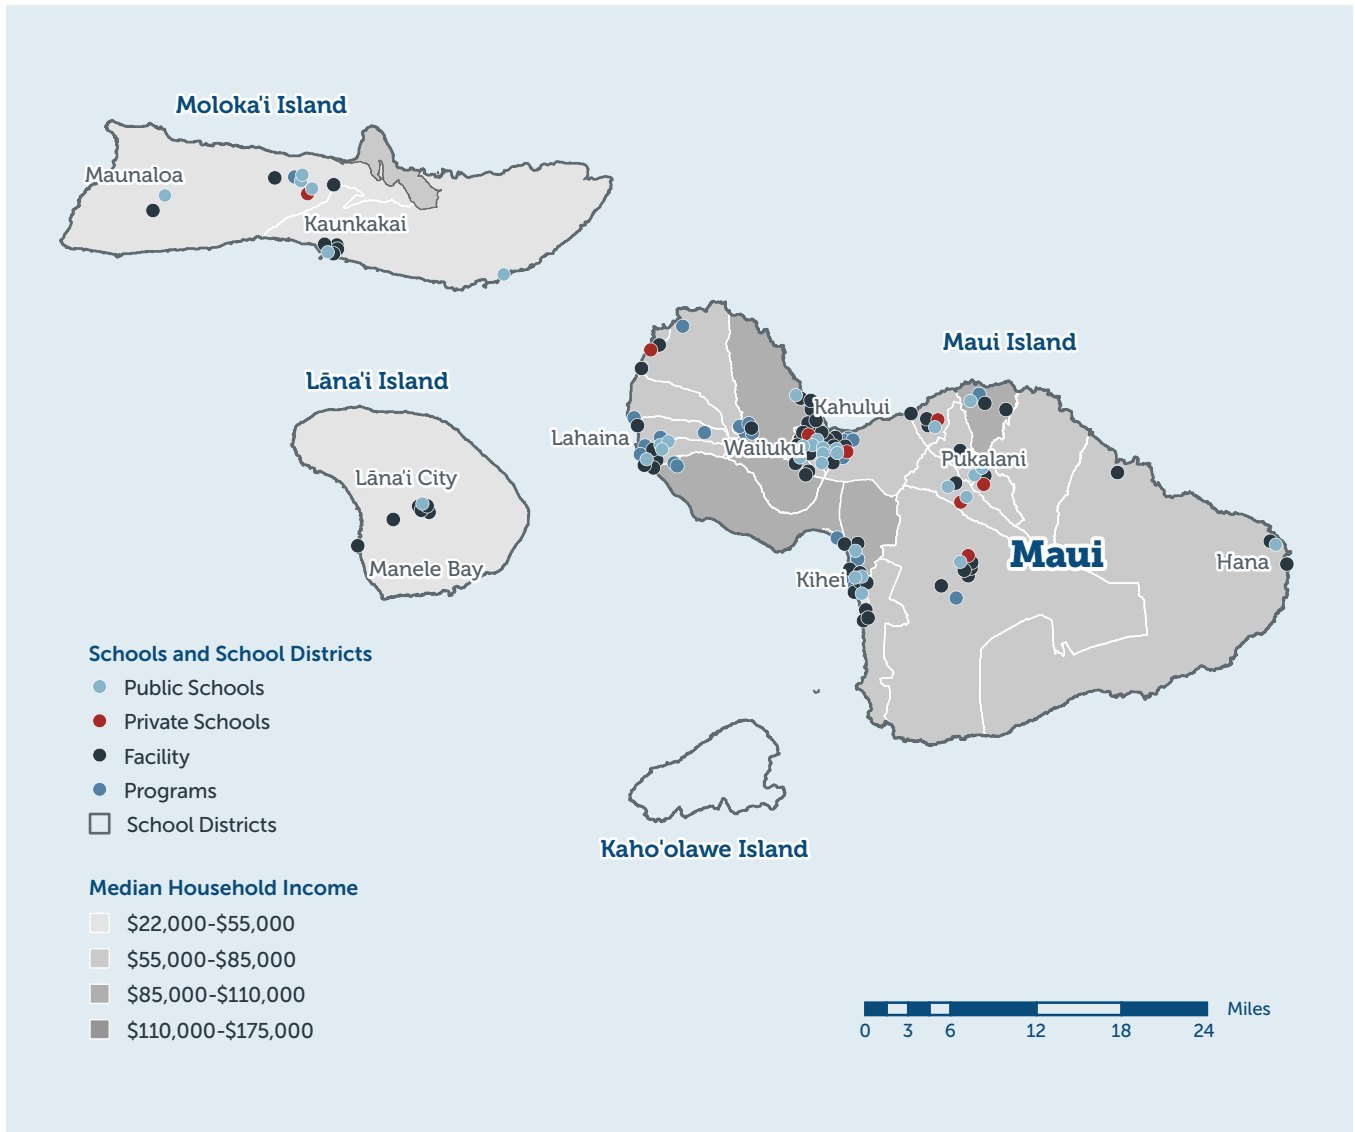 Moloka'i Island
Maunaloa
Kaunkakai
Maui Island
Lāna'i Island
Kahului
Lahaina
Wailuku
Pukalani
Lāna'i City
Maui
Hana
Manele Bay
Kihei
Schools and School Districts
Public Schools
Private Schools
Facility
Programs
School Districts
Kaho'olawe Island
Median Household Income
$22,000-$55,000
$55,000-$85,000
$85,000-$110,000
$110,000-$175,000
Miles
0 3 6 12 18 24